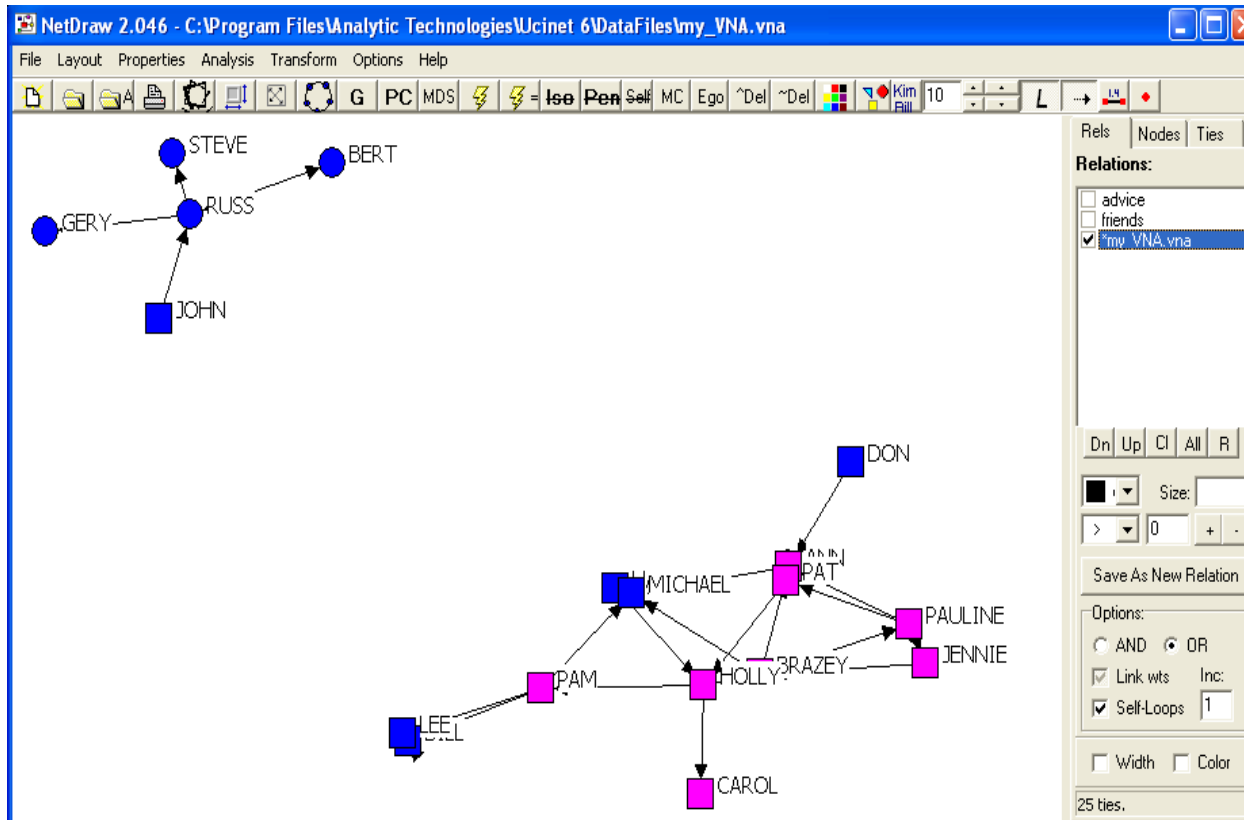 NetDraw 2.046 - C:\Program Files\Analytic Technologies\Ucinet 6\DataFiles\my_VNA.vna
File Layout Properties Analysis Transform Options Help
A G PC MDS = Iso Pen Self MC Ego ^Del ~Del Kim 10 L 1.4
Rels Nodes Ties
Relations:
advice
friends
*my_VNA.vna
Dn Up Cl All R
Size:
> 0 + -
Save As New Relation
Options:
AND OR
Link wts Inc:
Self-Loops 1
Width Color
25 ties.
STEVE
BERT
RUSS
GERY
JOHN
DON
ANN
PAT
MICHAEL
PAULINE
JENNIE
BRAZEY
HOLLY
PAM
LEE
BILL
CAROL